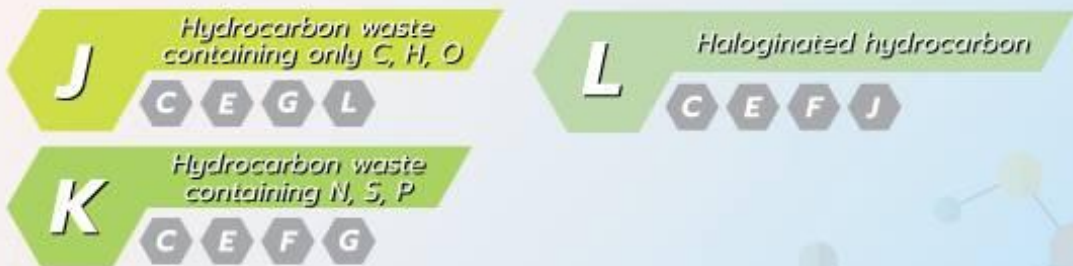 J
Hydrocarbon waste
containing only C, H, O
C E G L
L
Haloginated hydrocarbon
C E F J
K
Hydrocarbon waste
containing N, S, P
C E F G